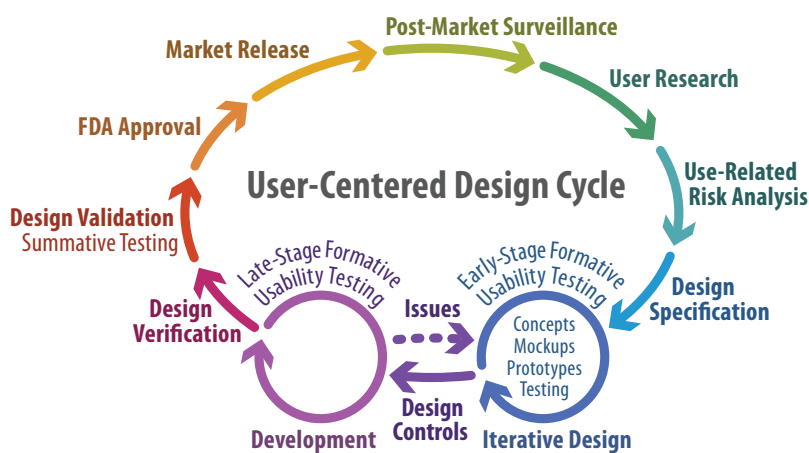 Post-Market Surveillance
Market Release
User Research
FDA Approval
User-Centered Design Cycle
Use-Related
Risk Analysis
Design Validation
Summative Testing
Late-Stage Formative
Usability Testing
Early-Stage Formative
Usability Testing
Design
Specification
Design
Verification
Issues
Concepts
Mockups
Prototypes
Testing
Design
Controls
Development
Iterative Design